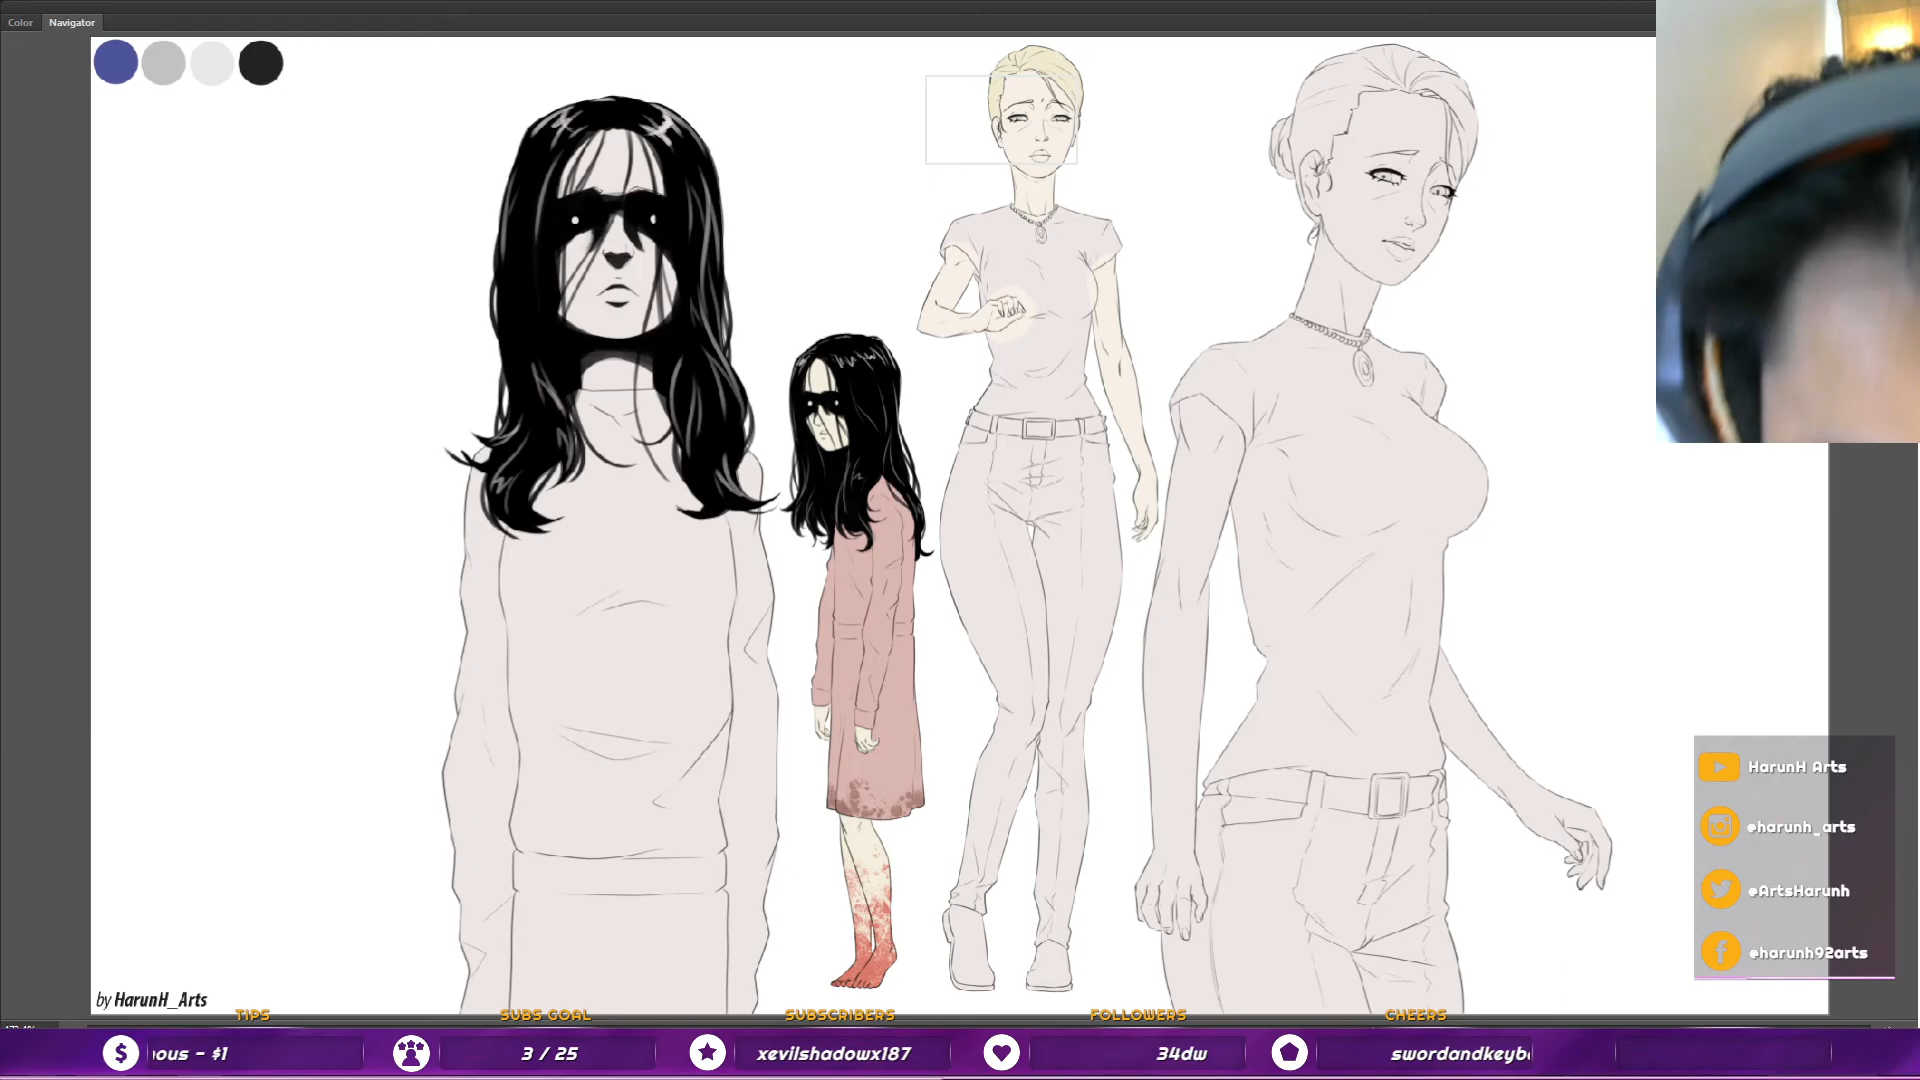 Color Navigator
HarunH Arts
@harunh_arts
@ArtsHarunh
@harunh92arts
by HarunH_Arts
TIPS SUBS GOAL SUBSCRIBERS FOLLOWERS CHEERS
$ ous - $1 3 / 25 xevilshadowx187 34dw swordandkeyb